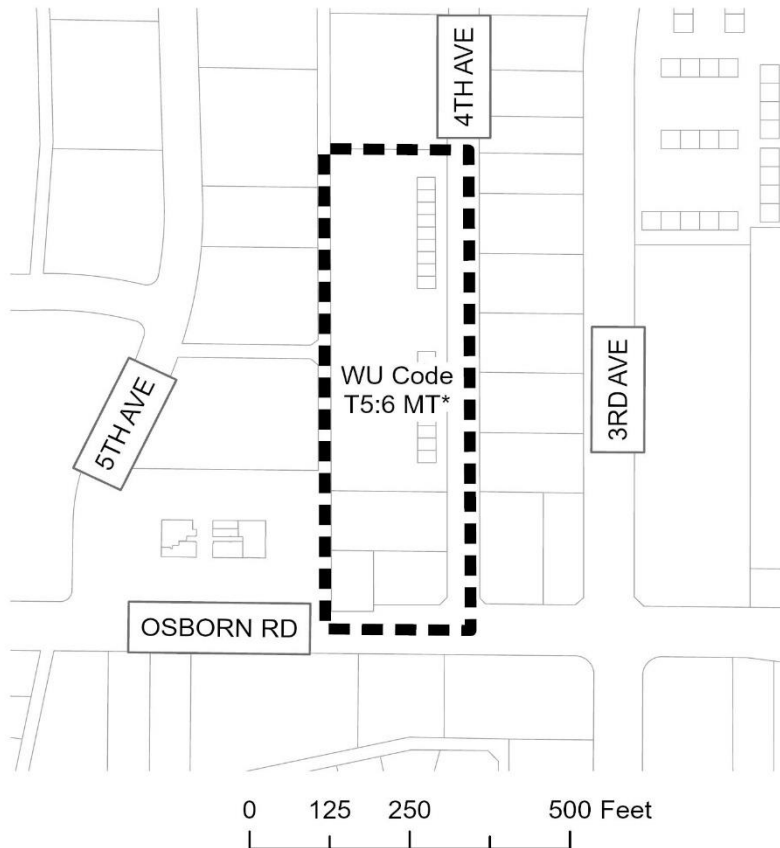 4TH AVE
WU Code
T5:6 MT*
3RD AVE
5TH AVE
OSBORN RD
0 125 250 500 Feet